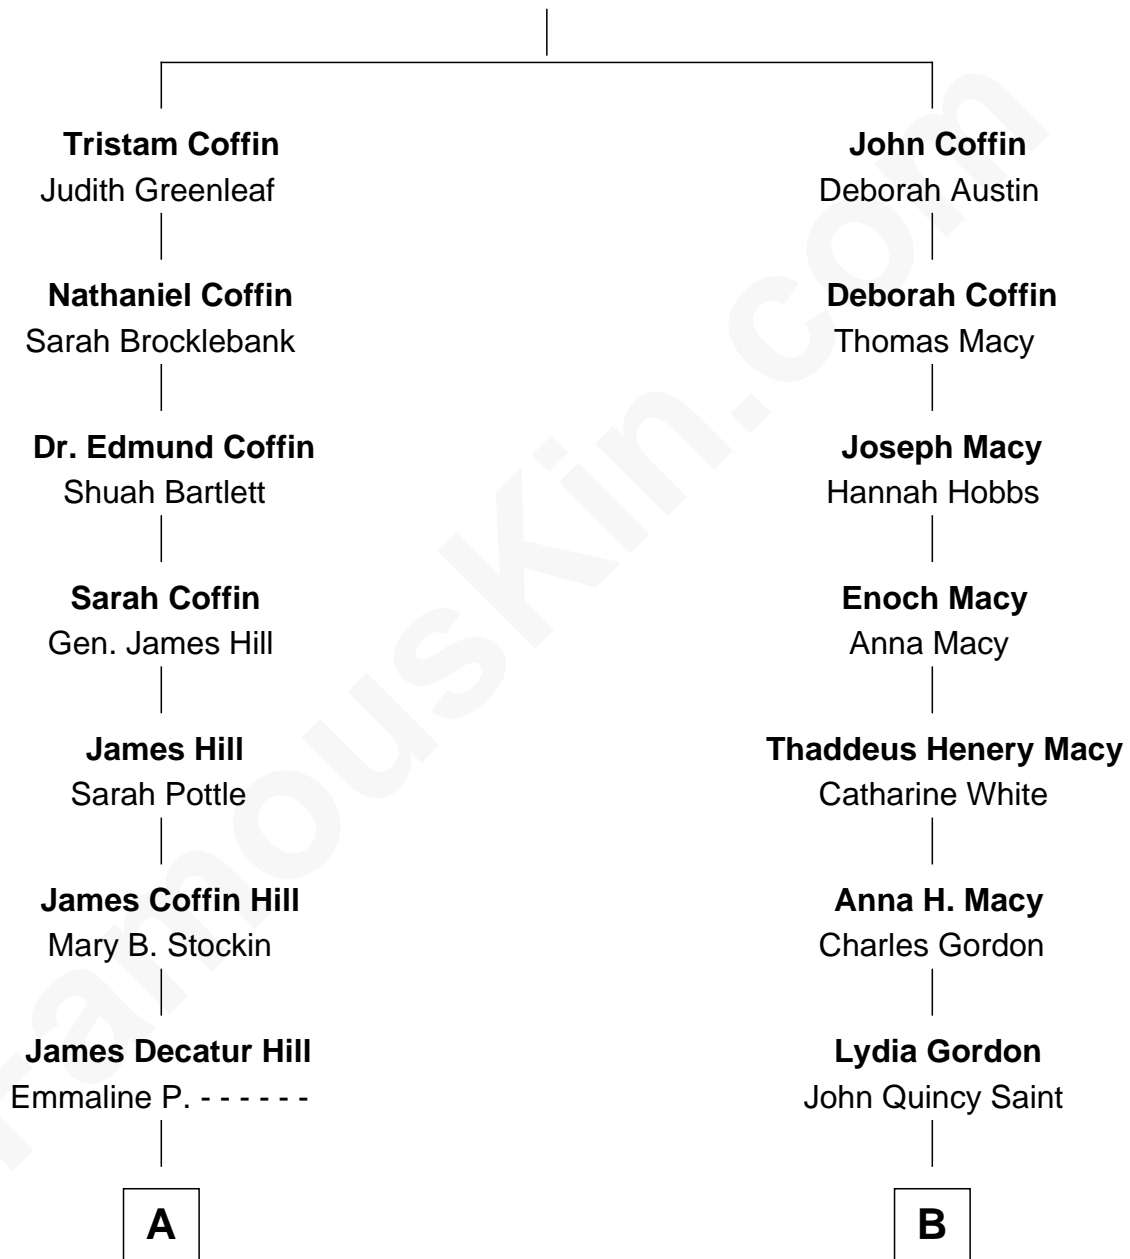 Tristam Coffin
Judith Greenleaf
Nathaniel Coffin
Sarah Brocklebank
Dr. Edmund Coffin
Shuah Bartlett
Sarah Coffin
Gen. James Hill
James Hill
Sarah Pottle
James Coffin Hill
Mary B. Stockin
James Decatur Hill
Emmaline P. - - - - - -
A
John Coffin
Deborah Austin
Deborah Coffin
Thomas Macy
Joseph Macy
Hannah Hobbs
Enoch Macy
Anna Macy
Thaddeus Henery Macy
Catharine White
Anna H. Macy
Charles Gordon
Lydia Gordon
John Quincy Saint
B
FamousKin.com